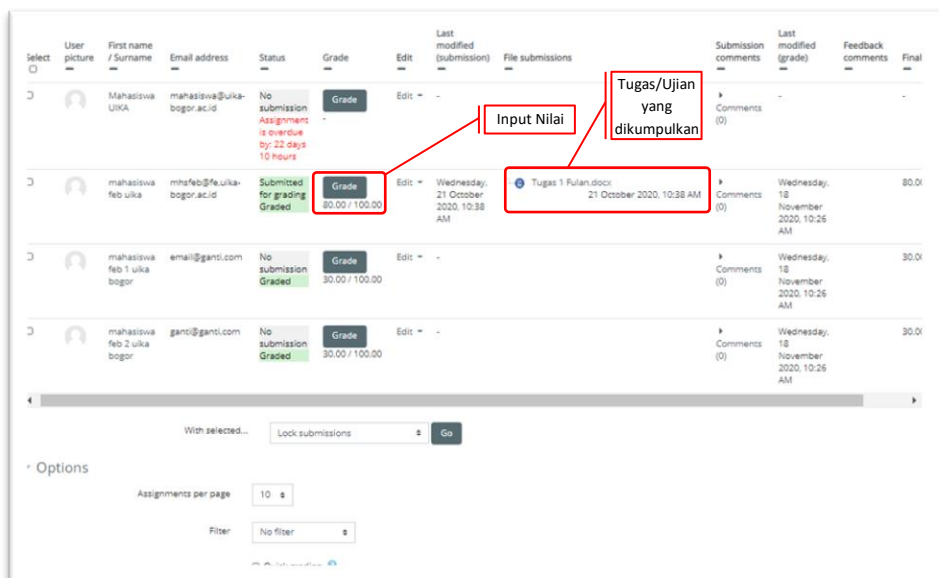 Last
Last
User
First name
modified
Submission
modified
Feedback
Select
picture
/ Surname
Email address
Status
Grade
Edit
(submission)
File submissions
comments
(grade)
comments
Final
Tugas/Ujian
yang
dikumpulkan
Input Nilai
Mahasiswa
UIKA
mahasiswa@uika-
bogor.ac.id
No
submission
Assignment
is overdue
by: 22 days
10 hours
Grade
-
Edit
-
Comments
(0)
-
-
mahasiswa
feb uika
mhsfeb@fe.uika-
bogor.ac.id
Submitted
for grading
Graded
Grade
80.00 / 100.00
Edit
Wednesday,
21 October
2020, 10:38
AM
Tugas 1 Fulan.docx
21 October 2020, 10:38 AM
Comments
(0)
Wednesday,
18
November
2020, 10:26
AM
80.00
mahasiswa
feb 1 uika
bogor
email@ganti.com
No
submission
Graded
Grade
30.00 / 100.00
Edit
-
Comments
(0)
Wednesday,
18
November
2020, 10:26
AM
30.00
mahasiswa
feb 2 uika
bogor
ganti@ganti.com
No
submission
Graded
Grade
30.00 / 100.00
Edit
-
Comments
(0)
Wednesday,
18
November
2020, 10:26
AM
30.00
With selected...
Lock submissions
Go
Options
Assignments per page
10
Filter
No filter